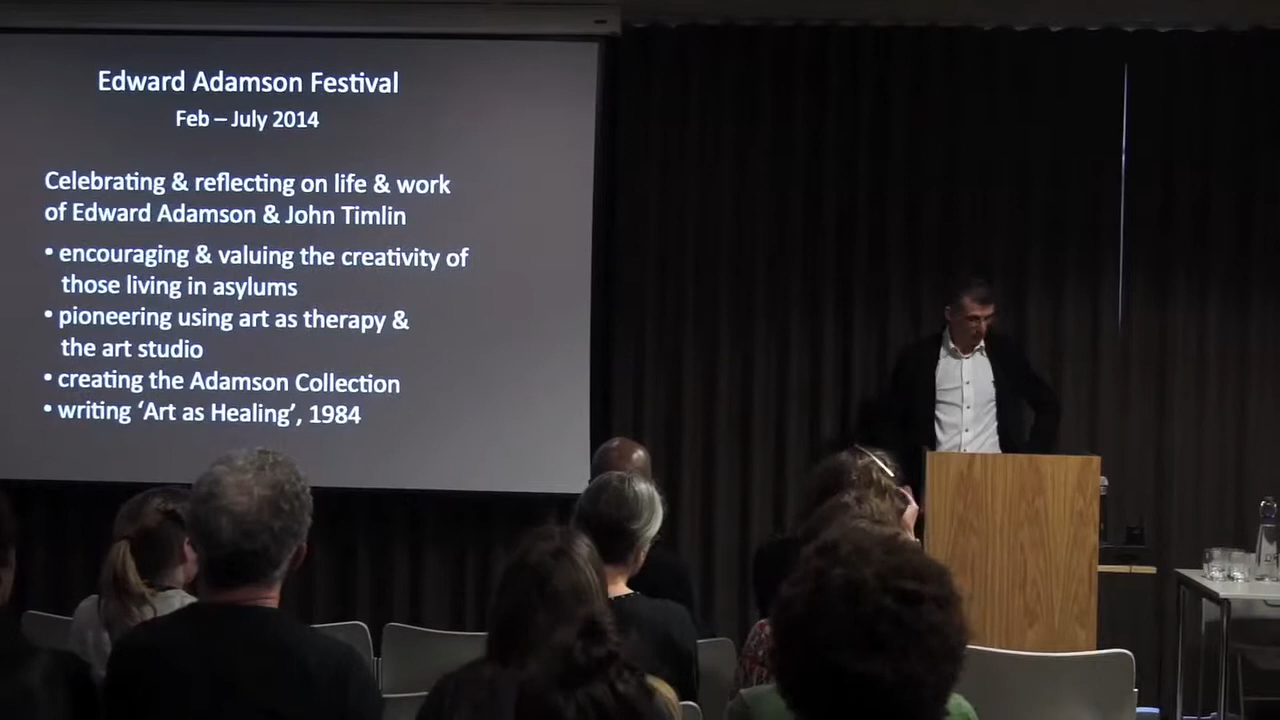 Edward Adamson Festival
Feb – July 2014
Celebrating & reflecting on life & work
of Edward Adamson & John Timlin
• encouraging & valuing the creativity of
those living in asylums
• pioneering using art as therapy &
the art studio
• creating the Adamson Collection
• writing ‘Art as Healing’, 1984